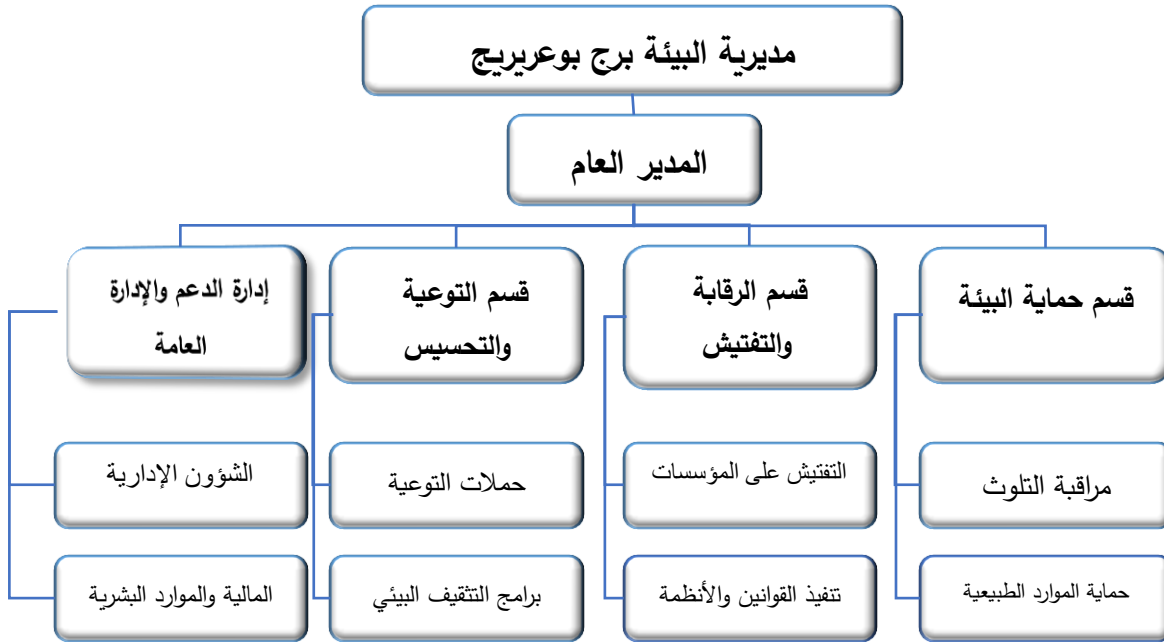 مديرية البيئة برج بوعريريج
المدير العام
قسم حماية البيئة
قسم الرقابة
والتفتيش
قسم التوعية
والتحسيس
إدارة الدعم والإدارة
العامة
مراقبة التلوث
التفتيش على المؤسسات
حملات التوعية
الشؤون الإدارية
حماية الموارد الطبيعية
تنفيذ القوانين والأنظمة
برامج التثقيف البيئي
المالية والموارد البشرية